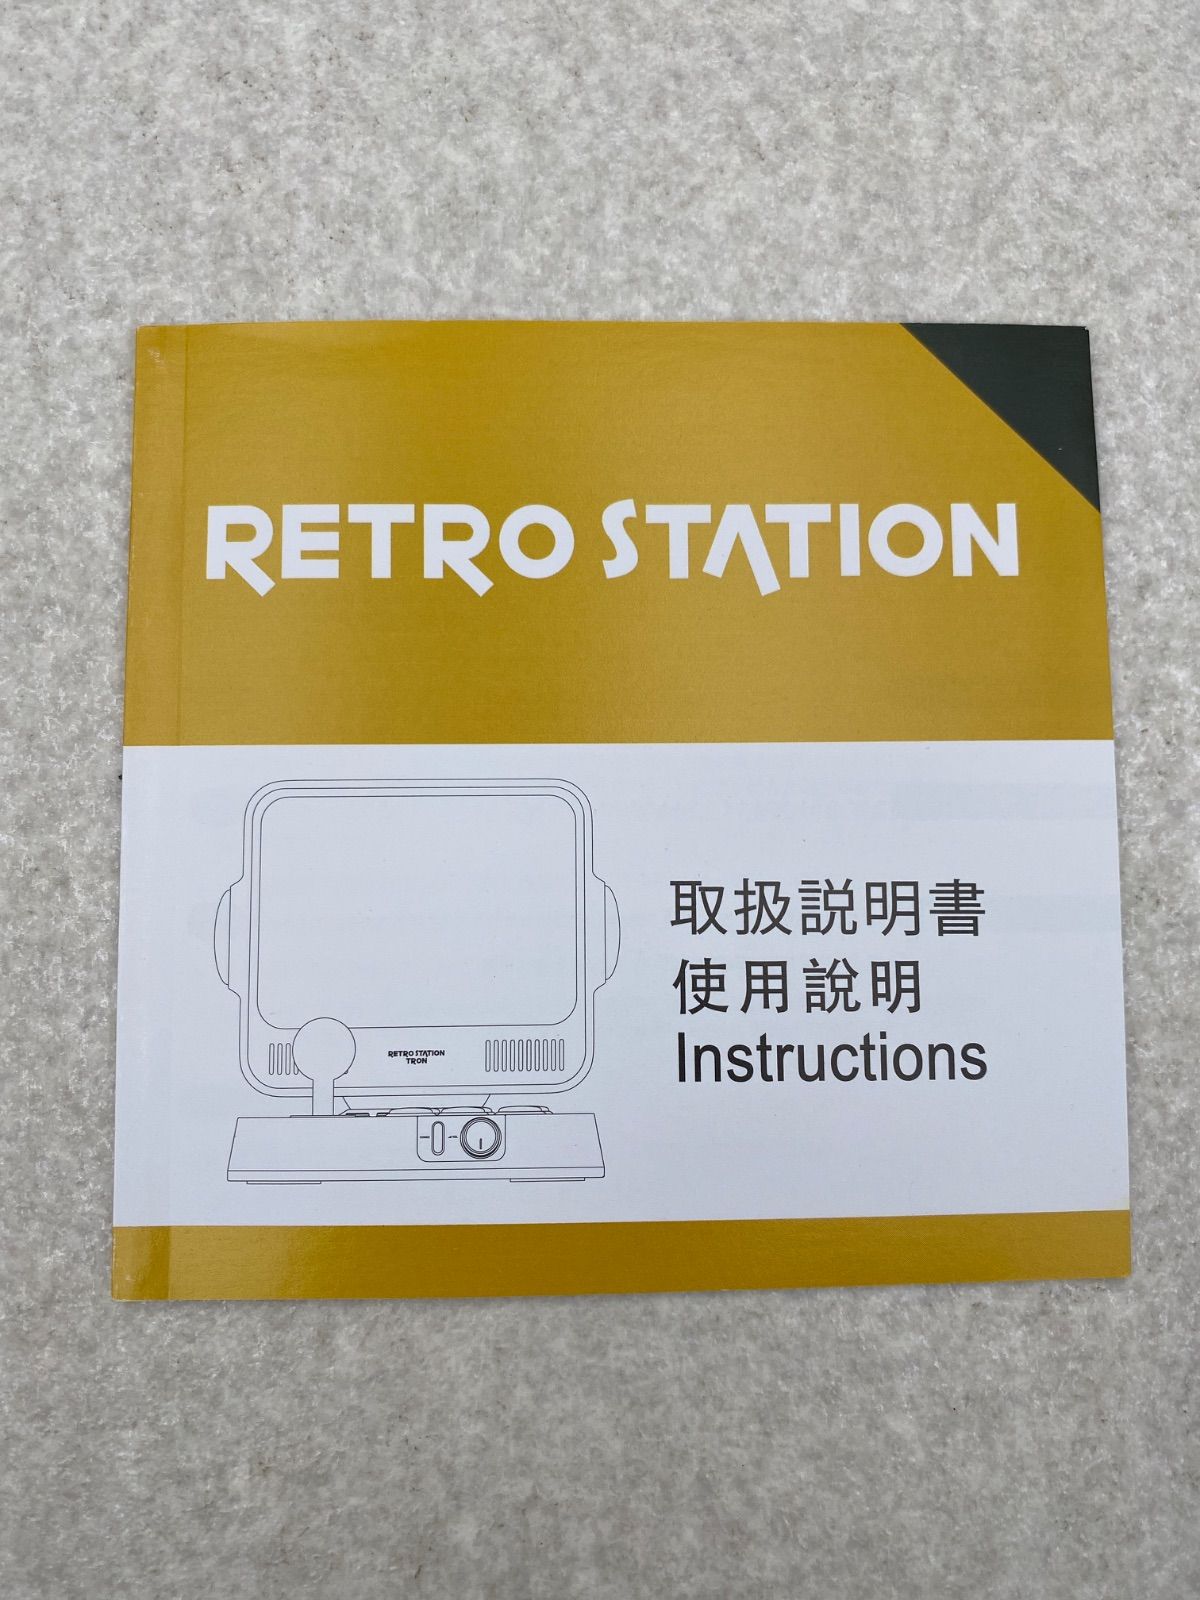 RETRO STATION
取扱説明書
使用說明
Instructions
RETRO STATION
TRON